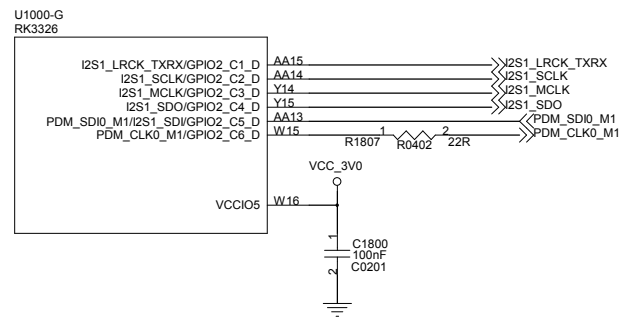 U1000-G
RK3326
I2S1_LRCK_TXRX/GPIO2_C1_D AA15 I2S1_LRCK_TXRX
I2S1_SCLK/GPIO2_C2_D AA14 I2S1_SCLK
I2S1_MCLK/GPIO2_C3_D Y14 I2S1_MCLK
I2S1_SDO/GPIO2_C4_D Y15 I2S1_SDO
PDM_SDI0_M1/I2S1_SDI/GPIO2_C5_D AA13 PDM_SDI0_M1
PDM_CLK0_M1/GPIO2_C6_D W15 1 2 PDM_CLK0_M1
R1807 R0402 22R
VCC_3V0
VCCIO5 W16
1
C1800
100nF
C0201
2